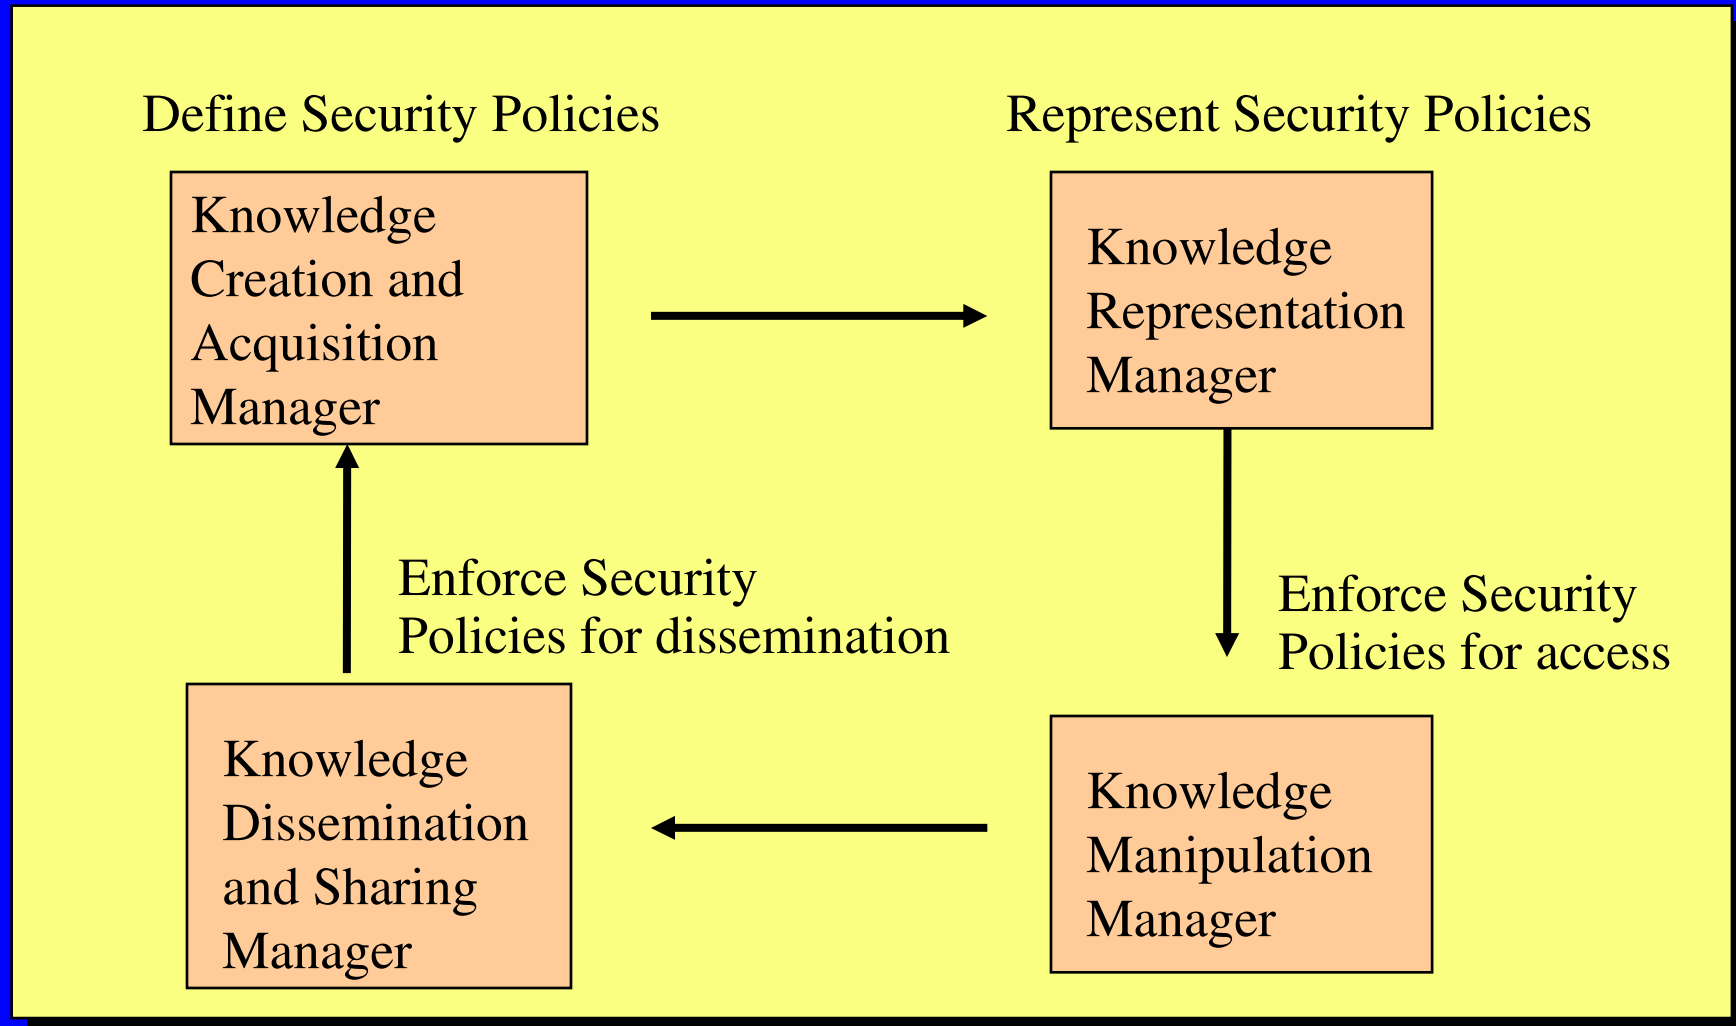 Define Security Policies
Represent Security Policies
Knowledge
Creation and
Acquisition
Manager
Knowledge
Representation
Manager
Enforce Security
Policies for dissemination
Enforce Security
Policies for access
Knowledge
Dissemination
and Sharing
Manager
Knowledge
Manipulation
Manager